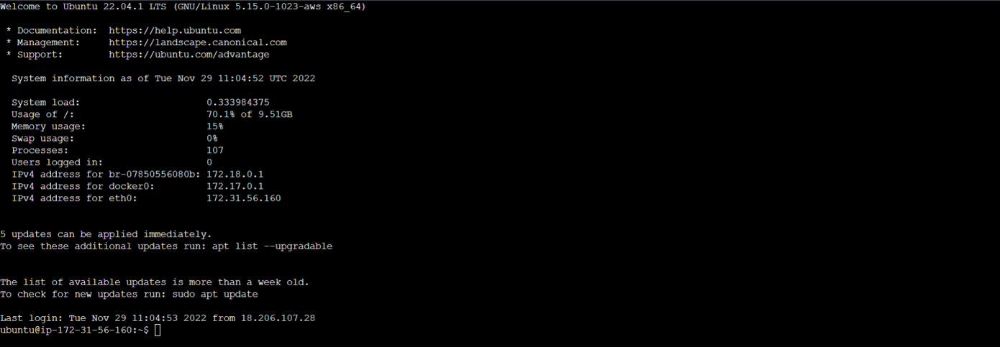 Welcome to Ubuntu 22.04.1 LTS (GNU/Linux 5.15.0-1023-aws x86_64)
* Documentation:  https://help.ubuntu.com
* Management:     https://landscape.canonical.com
* Support:        https://ubuntu.com/advantage
System information as of Tue Nov 29 11:04:52 UTC 2022
System load:                      0.333984375
Usage of /:                       70.1% of 9.51GB
Memory usage:                     15%
Swap usage:                       0%
Processes:                        107
Users logged in:                  0
IPv4 address for br-07850556080b: 172.18.0.1
IPv4 address for docker0:         172.17.0.1
IPv4 address for eth0:            172.31.56.160
5 updates can be applied immediately.
To see these additional updates run: apt list --upgradable
The list of available updates is more than a week old.
To check for new updates run: sudo apt update
Last login: Tue Nov 29 11:04:53 2022 from 18.206.107.28
ubuntu@ip-172-31-56-160:~$